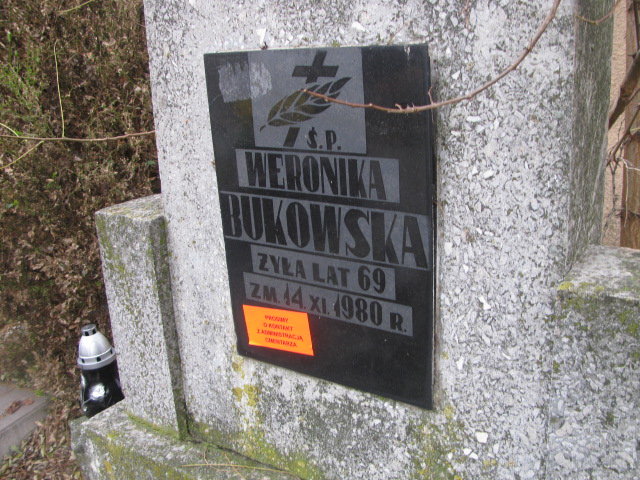 Ś.P.
WERONIKA
BUKOWSKA
ŻYŁA LAT 69
ZM. 14 XI. 1980 R.
PROSIMY
O KONTAKT
Z ADMINISTRACJĄ
CMENTARZA